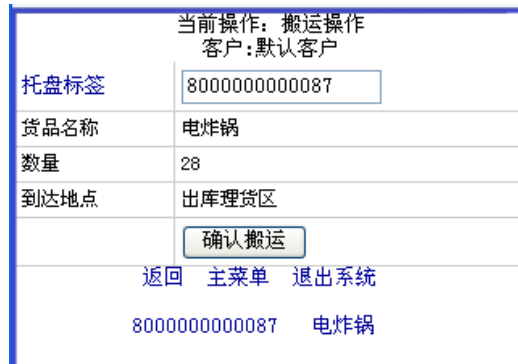 当前操作：搬运操作
客户:默认客户
托盘标签 8000000000087
货品名称 电炸锅
数量 28
到达地点 出库理货区
确认搬运
返回 主菜单 退出系统
8000000000087 电炸锅